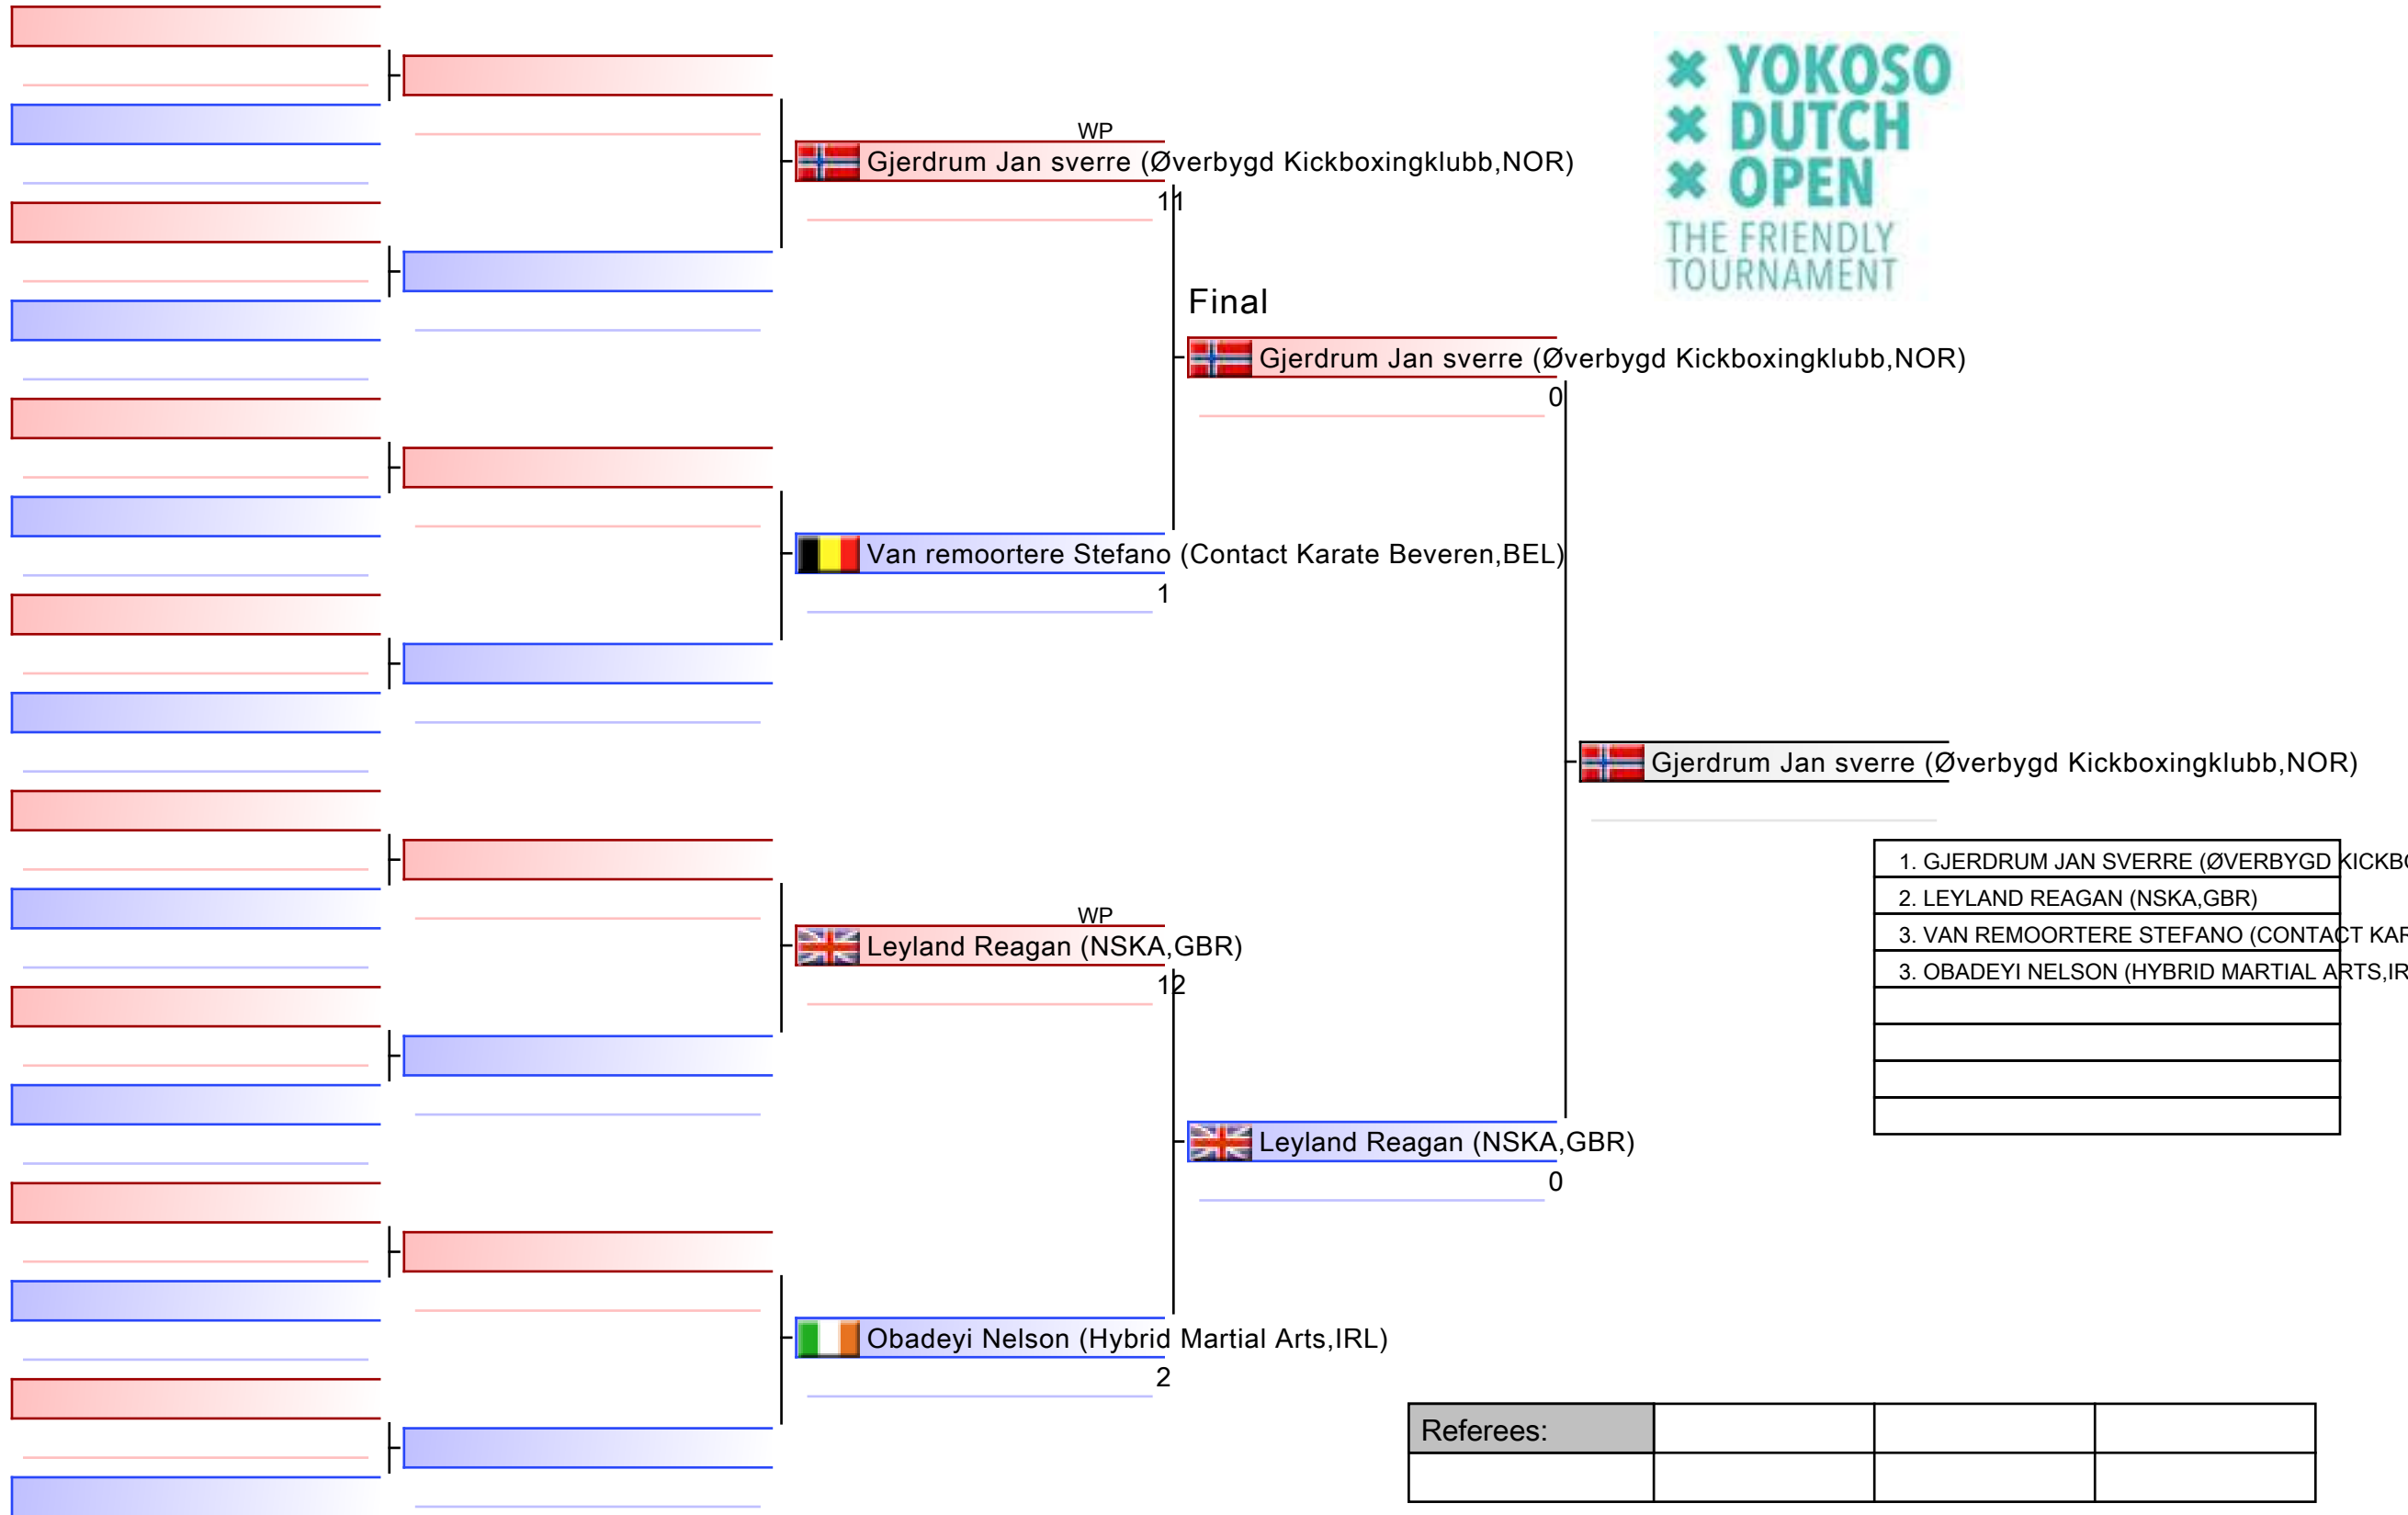 YOKOSO
DUTCH
OPEN
THE FRIENDLY
TOURNAMENT
WP
Gjerdrum Jan sverre (Øverbygd Kickboxingklubb,NOR)
11
Final
Gjerdrum Jan sverre (Øverbygd Kickboxingklubb,NOR)
0
Van remoortere Stefano (Contact Karate Beveren,BEL)
1
Gjerdrum Jan sverre (Øverbygd Kickboxingklubb,NOR)
1. GJERDRUM JAN SVERRE (ØVERBYGD KICKBO
2. LEYLAND REAGAN (NSKA,GBR)
3. VAN REMOORTERE STEFANO (CONTACT KAR
3. OBADEYI NELSON (HYBRID MARTIAL ARTS,IR
WP
Leyland Reagan (NSKA,GBR)
12
Leyland Reagan (NSKA,GBR)
0
Obadeyi Nelson (Hybrid Martial Arts,IRL)
2
Referees: